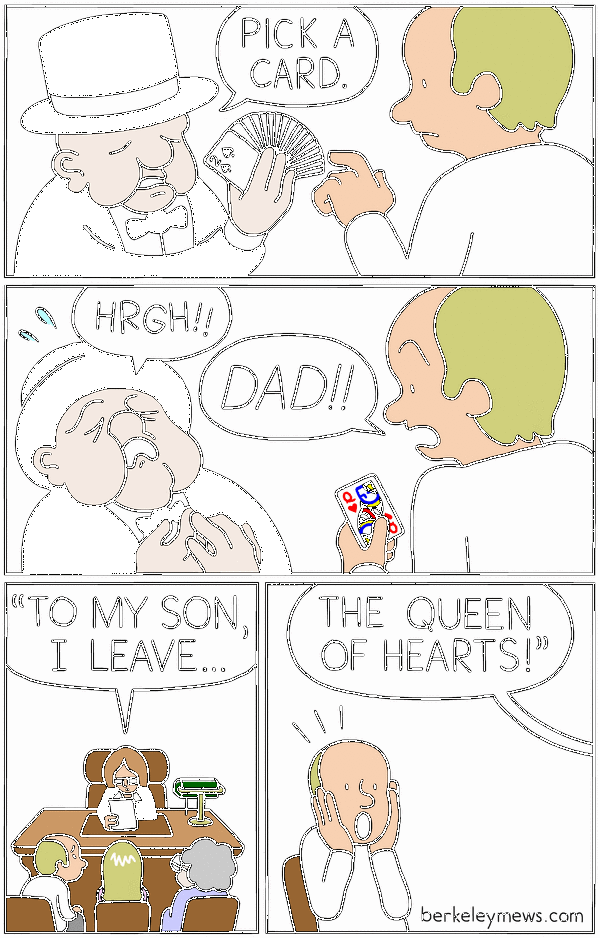 PICK A
CARD.
HRGH!!
DAD!!
Q
Q
"TO MY SON,
I LEAVE...
THE QUEEN
OF HEARTS!"
berkeleymews.com